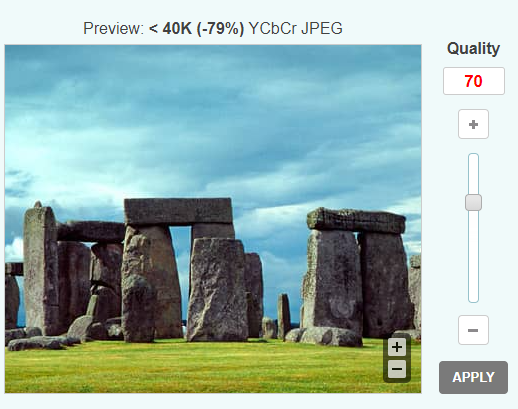 Preview: < 40K (-79%) YCbCr JPEG
Quality
70
+
−
+
−
APPLY